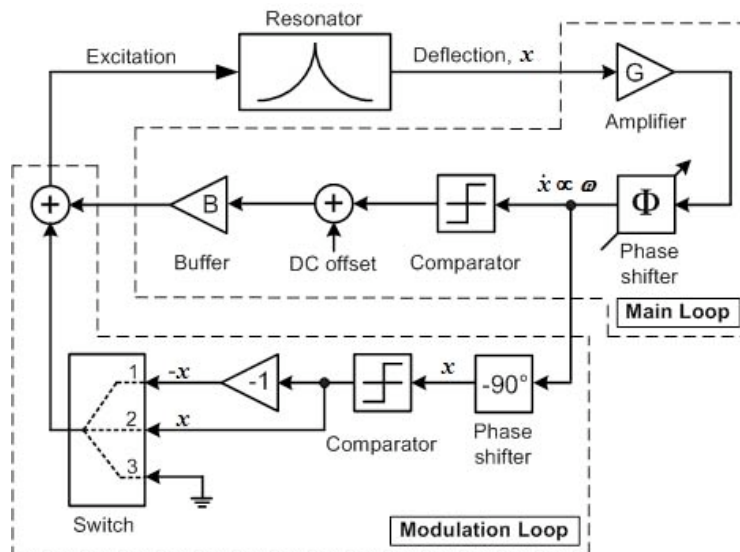 Resonator
Excitation
Deflection, x
G
Amplifier
ẋ ∝ ω
Φ
Phase
shifter
+
B
+
Buffer
DC offset
Comparator
Main Loop
1
-x
-1
x
-90°
2
x
Comparator
Phase
shifter
3
Switch
Modulation Loop